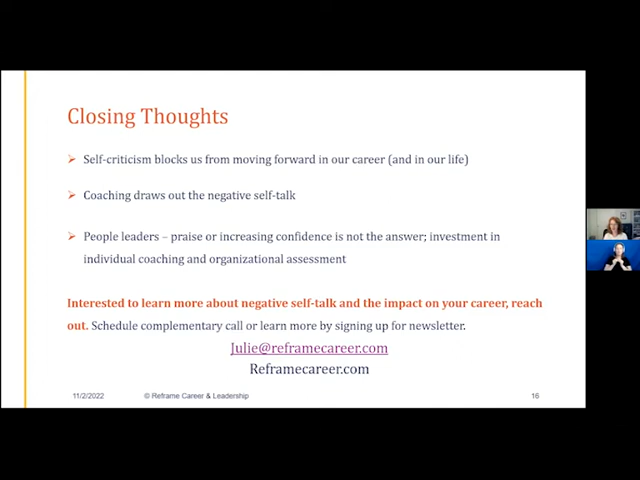 Closing Thoughts
➢ Self-criticism blocks us from moving forward in our career (and in our life)
➢ Coaching draws out the negative self-talk
➢ People leaders – praise or increasing confidence is not the answer; investment in
individual coaching and organizational assessment
Interested to learn more about negative self-talk and the impact on your career, reach
out. Schedule complementary call or learn more by signing up for newsletter.
Julie@reframecareer.com
Reframecareer.com
11/2/2022 © Reframe Career & Leadership 16